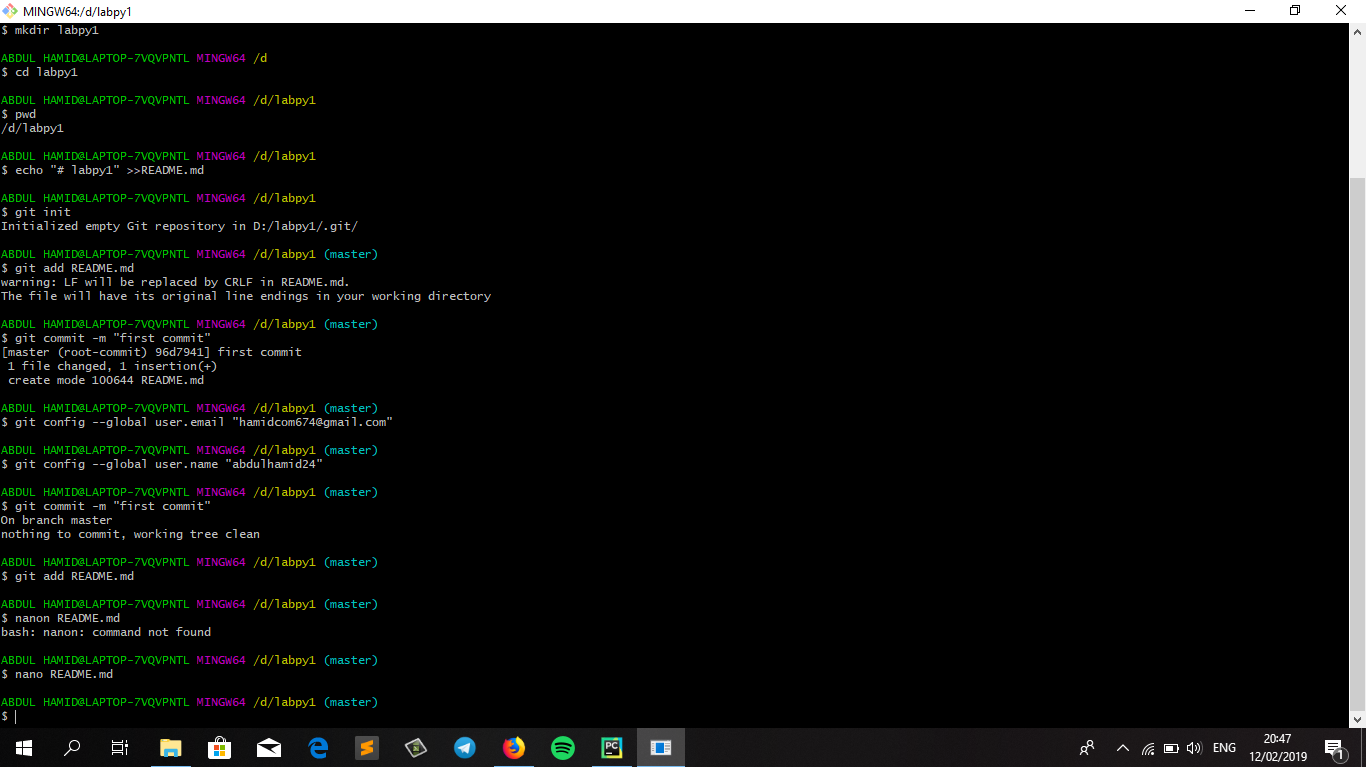 MINGW64:/d/labpy1
$ mkdir labpy1
ABDUL HAMID@LAPTOP-7VQVPNTL MINGW64 /d
$ cd labpy1
ABDUL HAMID@LAPTOP-7VQVPNTL MINGW64 /d/labpy1
$ pwd
/d/labpy1
ABDUL HAMID@LAPTOP-7VQVPNTL MINGW64 /d/labpy1
$ echo "# labpy1" >>README.md
ABDUL HAMID@LAPTOP-7VQVPNTL MINGW64 /d/labpy1
$ git init
Initialized empty Git repository in D:/labpy1/.git/
ABDUL HAMID@LAPTOP-7VQVPNTL MINGW64 /d/labpy1 (master)
$ git add README.md
warning: LF will be replaced by CRLF in README.md.
The file will have its original line endings in your working directory
ABDUL HAMID@LAPTOP-7VQVPNTL MINGW64 /d/labpy1 (master)
$ git commit -m "first commit"
[master (root-commit) 96d7941] first commit
 1 file changed, 1 insertion(+)
 create mode 100644 README.md
ABDUL HAMID@LAPTOP-7VQVPNTL MINGW64 /d/labpy1 (master)
$ git config --global user.email "hamidcom674@gmail.com"
ABDUL HAMID@LAPTOP-7VQVPNTL MINGW64 /d/labpy1 (master)
$ git config --global user.name "abdulhamid24"
ABDUL HAMID@LAPTOP-7VQVPNTL MINGW64 /d/labpy1 (master)
$ git commit -m "first commit"
On branch master
nothing to commit, working tree clean
ABDUL HAMID@LAPTOP-7VQVPNTL MINGW64 /d/labpy1 (master)
$ git add README.md
ABDUL HAMID@LAPTOP-7VQVPNTL MINGW64 /d/labpy1 (master)
$ nanon README.md
bash: nanon: command not found
ABDUL HAMID@LAPTOP-7VQVPNTL MINGW64 /d/labpy1 (master)
$ nano README.md
ABDUL HAMID@LAPTOP-7VQVPNTL MINGW64 /d/labpy1 (master)
$
PC
ENG
20:47
12/02/2019
1